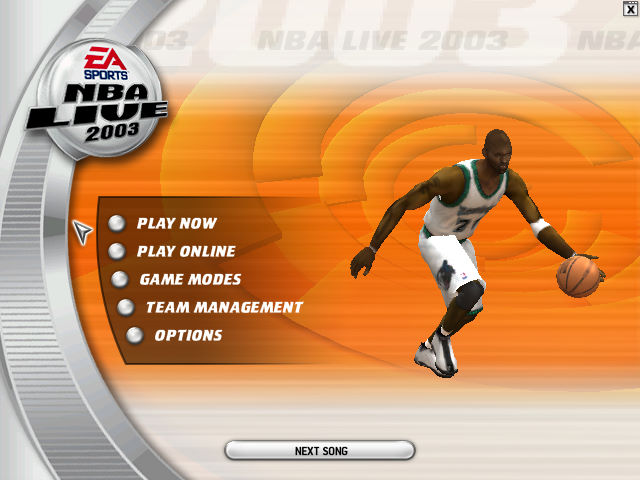 2003
NBA LIVE 2003
NBA
2003
EA
SPORTS
NBA
LIVE
2003
X
PLAY NOW
PLAY ONLINE
GAME MODES
TEAM MANAGEMENT
OPTIONS
NEXT SONG